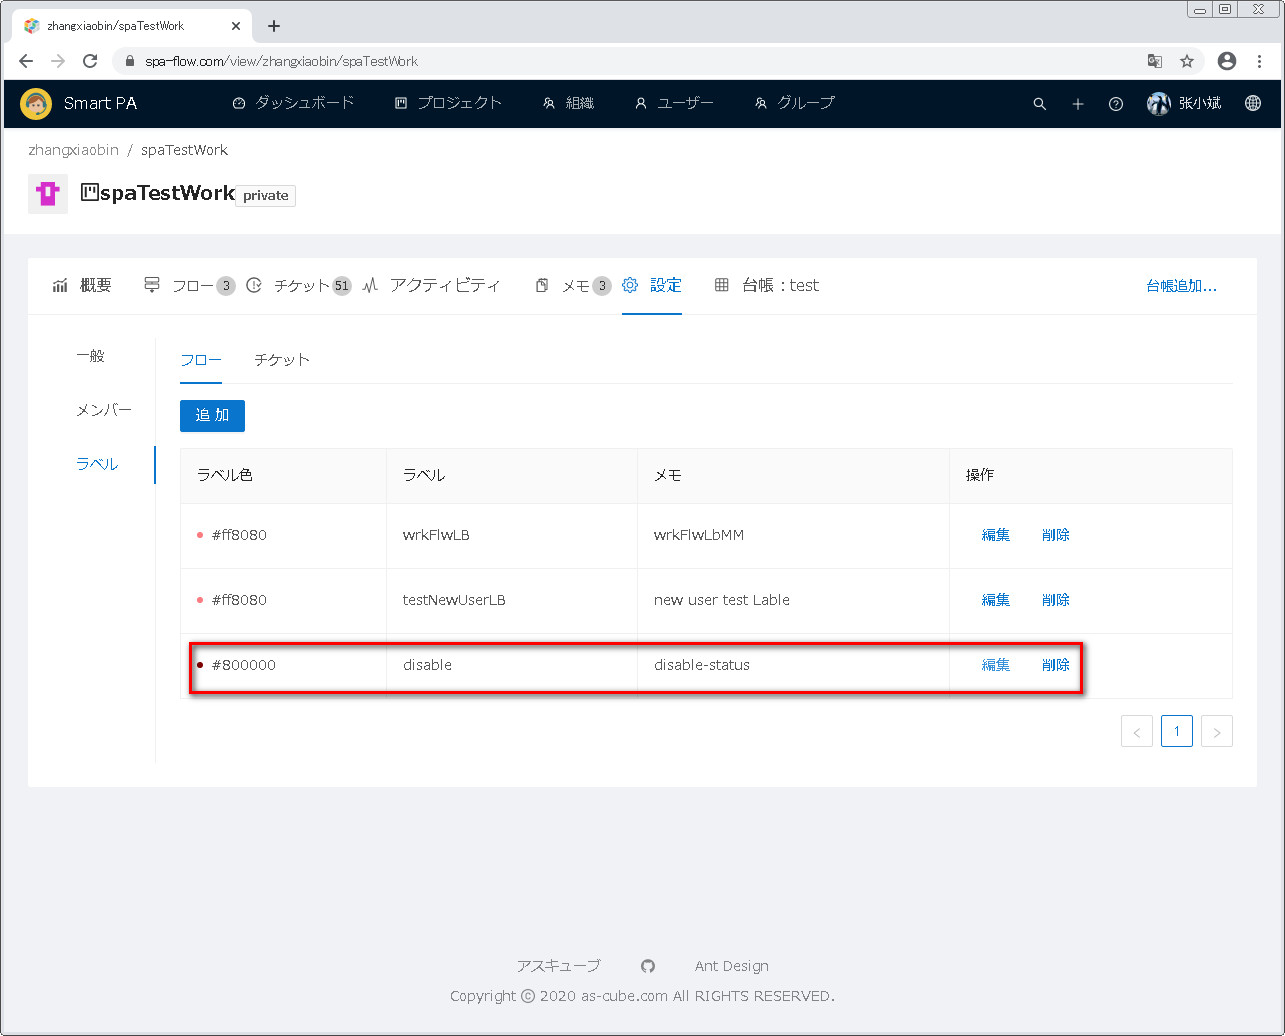 zhangxiaobin/spaTestWork
spa-flow.com/view/zhangxiaobin/spaTestWork
Smart PA ダッシュボード プロジェクト 組織 ユーザー グループ 张小斌
zhangxiaobin / spaTestWork
spaTestWork private
概要 フロー 3 チケット 51 アクティビティ メモ 3 設定 台帳：test 台帳追加...
一般
メンバー
ラベル
フロー チケット
追 加
ラベル色 ラベル メモ 操作
#ff8080 wrkFlwLB wrkFlwLbMM 編集 削除
#ff8080 testNewUserLB new user test Lable 編集 削除
#800000 disable disable-status 編集 削除
< 1 >
アスキューブ Ant Design
Copyright © 2020 as-cube.com All RIGHTS RESERVED.